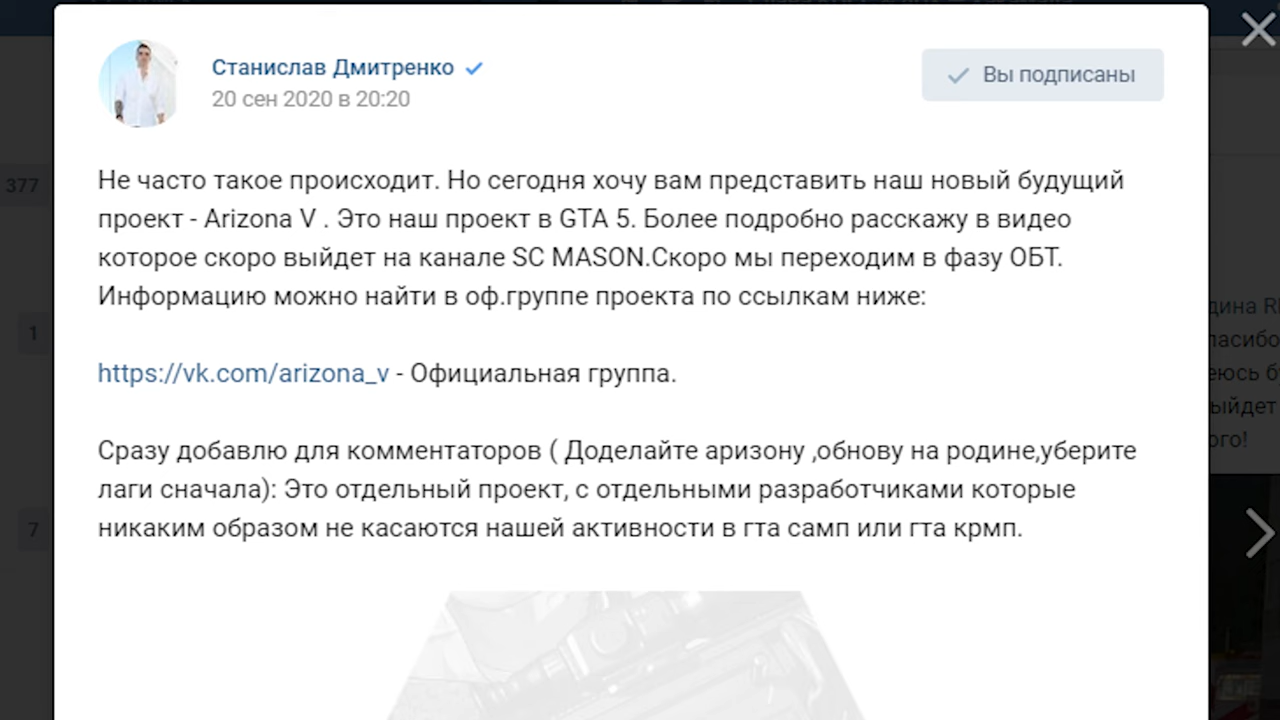 Станислав Дмитренко
20 сен 2020 в 20:20
Вы подписаны
Не часто такое происходит. Но сегодня хочу вам представить наш новый будущий
проект - Arizona V . Это наш проект в GTA 5. Более подробно расскажу в видео
которое скоро выйдет на канале SC MASON.Скоро мы переходим в фазу ОБТ.
Информацию можно найти в оф.группе проекта по ссылкам ниже:
https://vk.com/arizona_v - Официальная группа.
Сразу добавлю для комментаторов ( Доделайте аризону ,обнову на родине,уберите
лаги сначала): Это отдельный проект, с отдельными разработчиками которые
никаким образом не касаются нашей активности в гта самп или гта крмп.
377
1
7